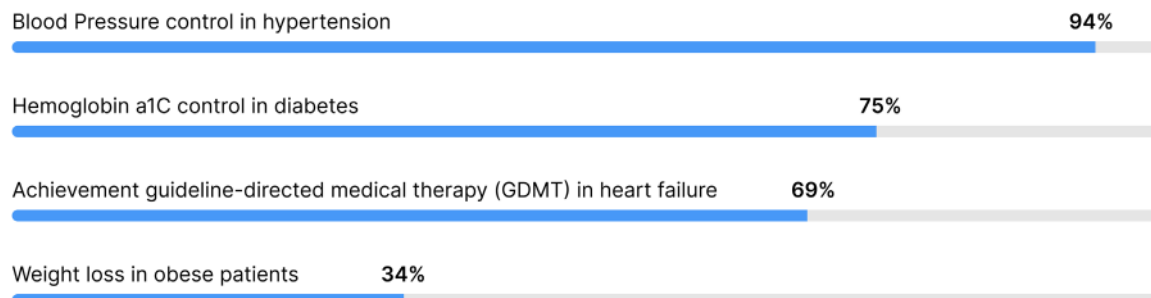 Blood Pressure control in hypertension 94%
Hemoglobin a1C control in diabetes 75%
Achievement guideline-directed medical therapy (GDMT) in heart failure 69%
Weight loss in obese patients 34%